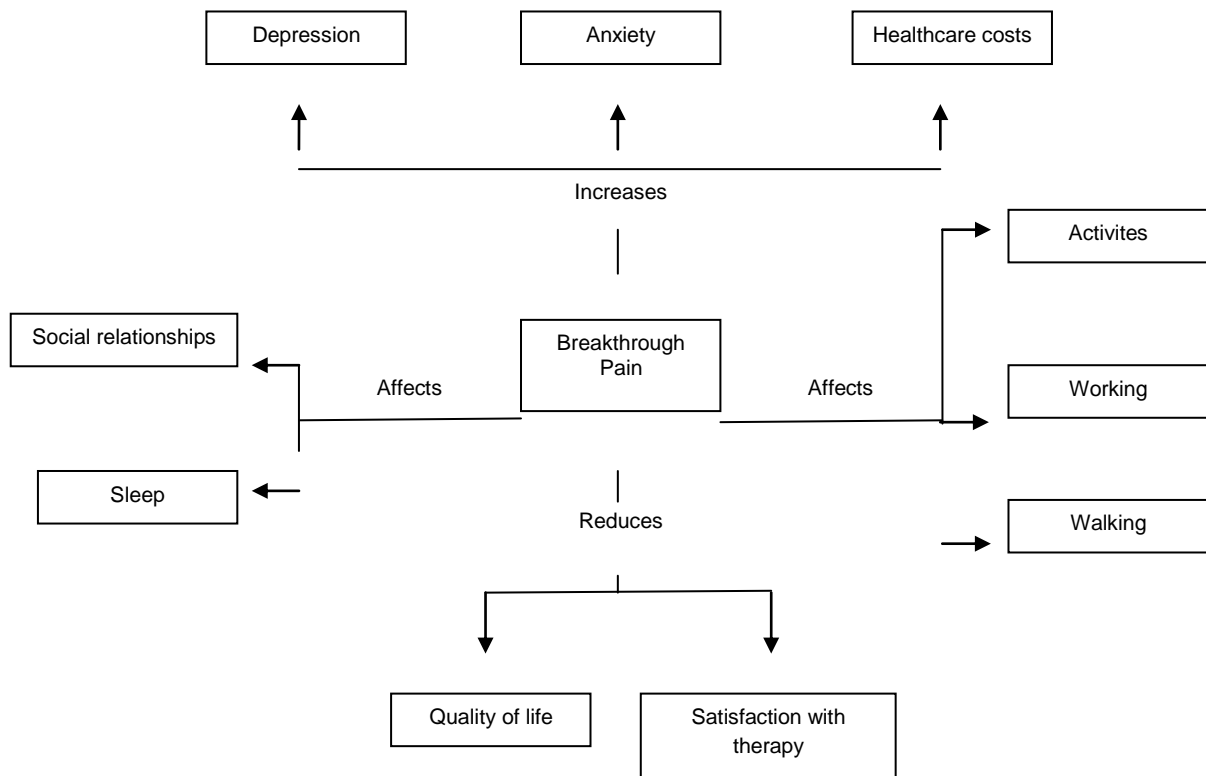 Depression
Anxiety
Healthcare costs
Increases
Activites
Social relationships
Breakthrough
Pain
Affects
Affects
Working
Sleep
Reduces
Walking
Quality of life
Satisfaction with
therapy